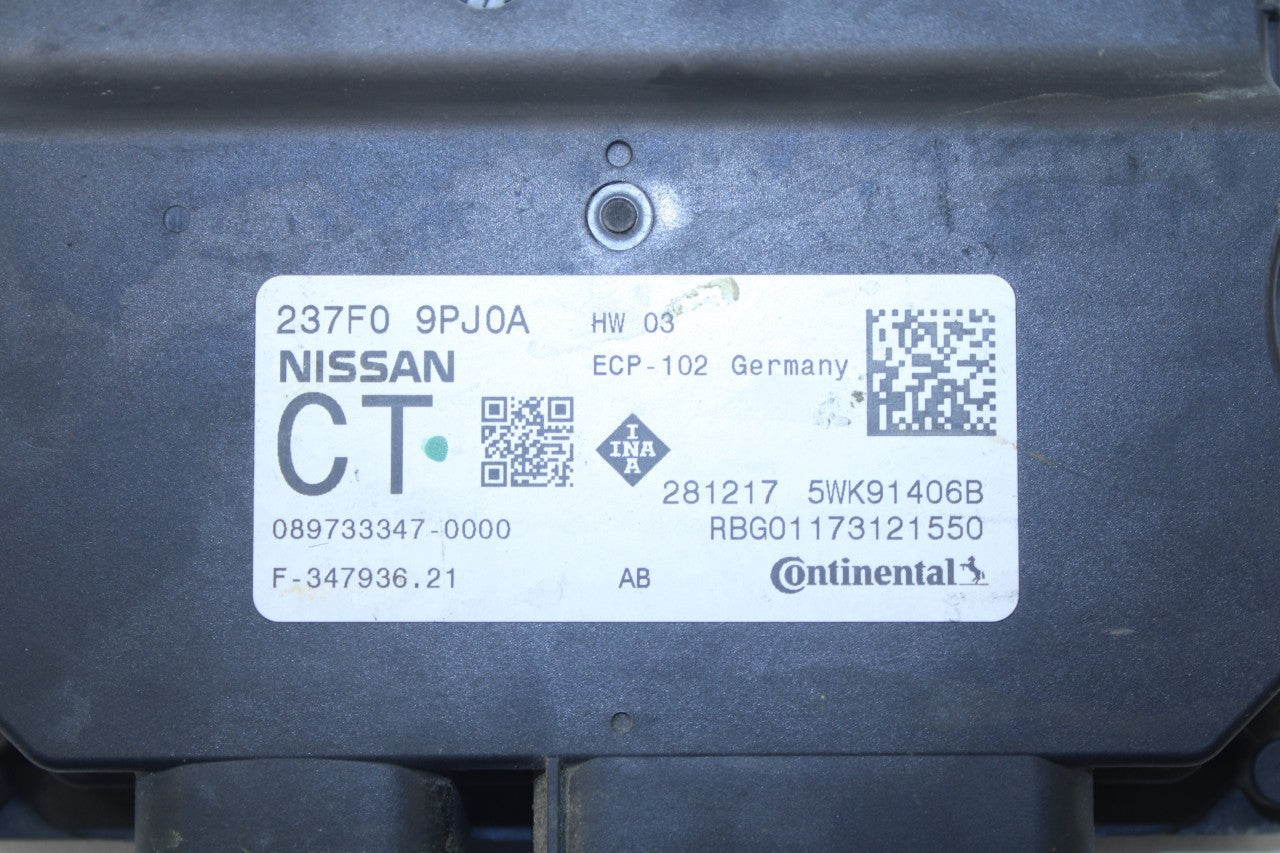 237F0 9PJ0A HW 03
NISSAN ECP-102 Germany
CT
INA
281217 5WK91406B
089733347-0000 RBG01173121550
F-347936.21 AB Continental